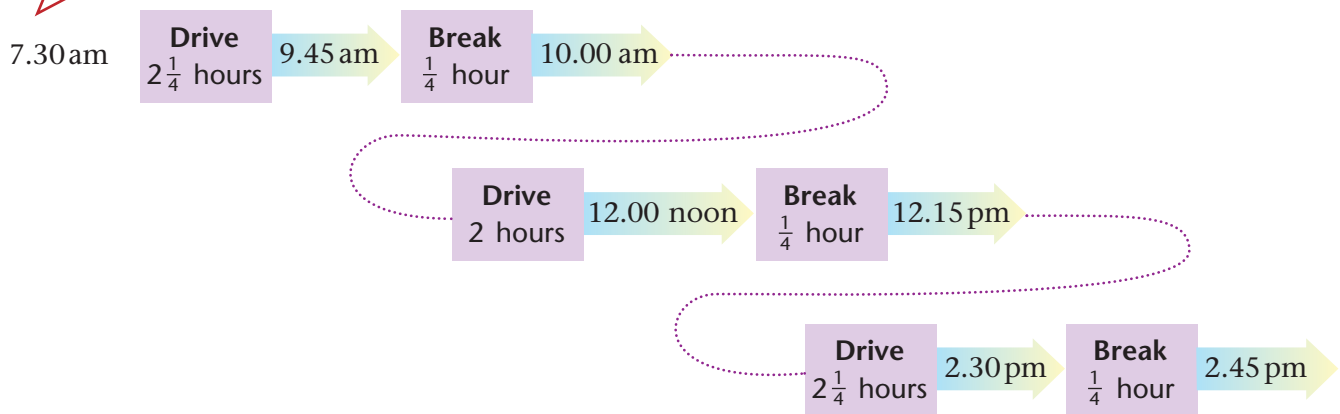 7.30 am
Drive
2 1/4 hours
9.45 am
Break
1/4 hour
10.00 am
Drive
2 hours
12.00 noon
Break
1/4 hour
12.15 pm
Drive
2 1/4 hours
2.30 pm
Break
1/4 hour
2.45 pm